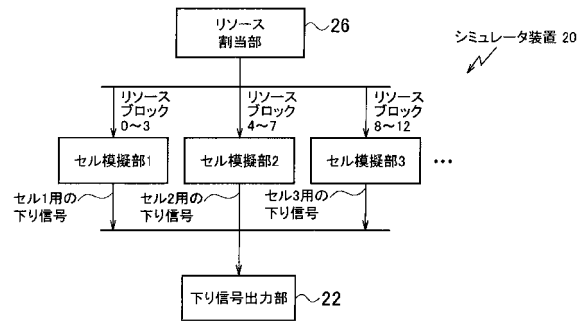 リソース
割当部
26
シミュレータ装置 20
リソース
ブロック
0～3
リソース
ブロック
4～7
リソース
ブロック
8～12
セル模擬部1
セル模擬部2
セル模擬部3
•••
セル1用の
下り信号
セル2用の
下り信号
セル3用の
下り信号
下り信号出力部
22